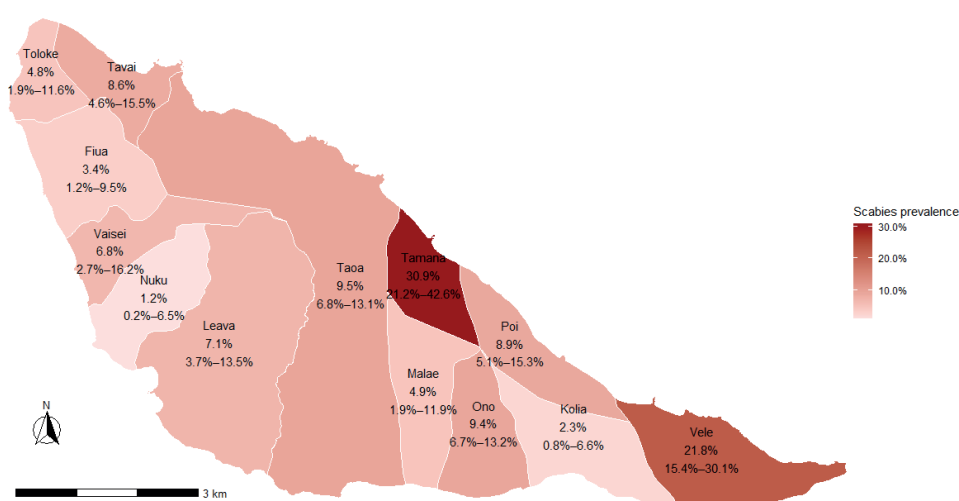 Toloke
4.8%
1.9%–11.6%
Tavai
8.6%
4.6%–15.5%
Fiua
3.4%
1.2%–9.5%
Vaisei
6.8%
2.7%–16.2%
Nuku
1.2%
0.2%–6.5%
Leava
7.1%
3.7%–13.5%
Taoa
9.5%
6.8%–13.1%
Tamana
30.9%
21.2%–42.6%
Poi
8.9%
5.1%–15.3%
Malae
4.9%
1.9%–11.9%
Ono
9.4%
6.7%–13.2%
Kolia
2.3%
0.8%–6.6%
Vele
21.8%
15.4%–30.1%
Scabies prevalence
30.0%
20.0%
10.0%
N
3 km